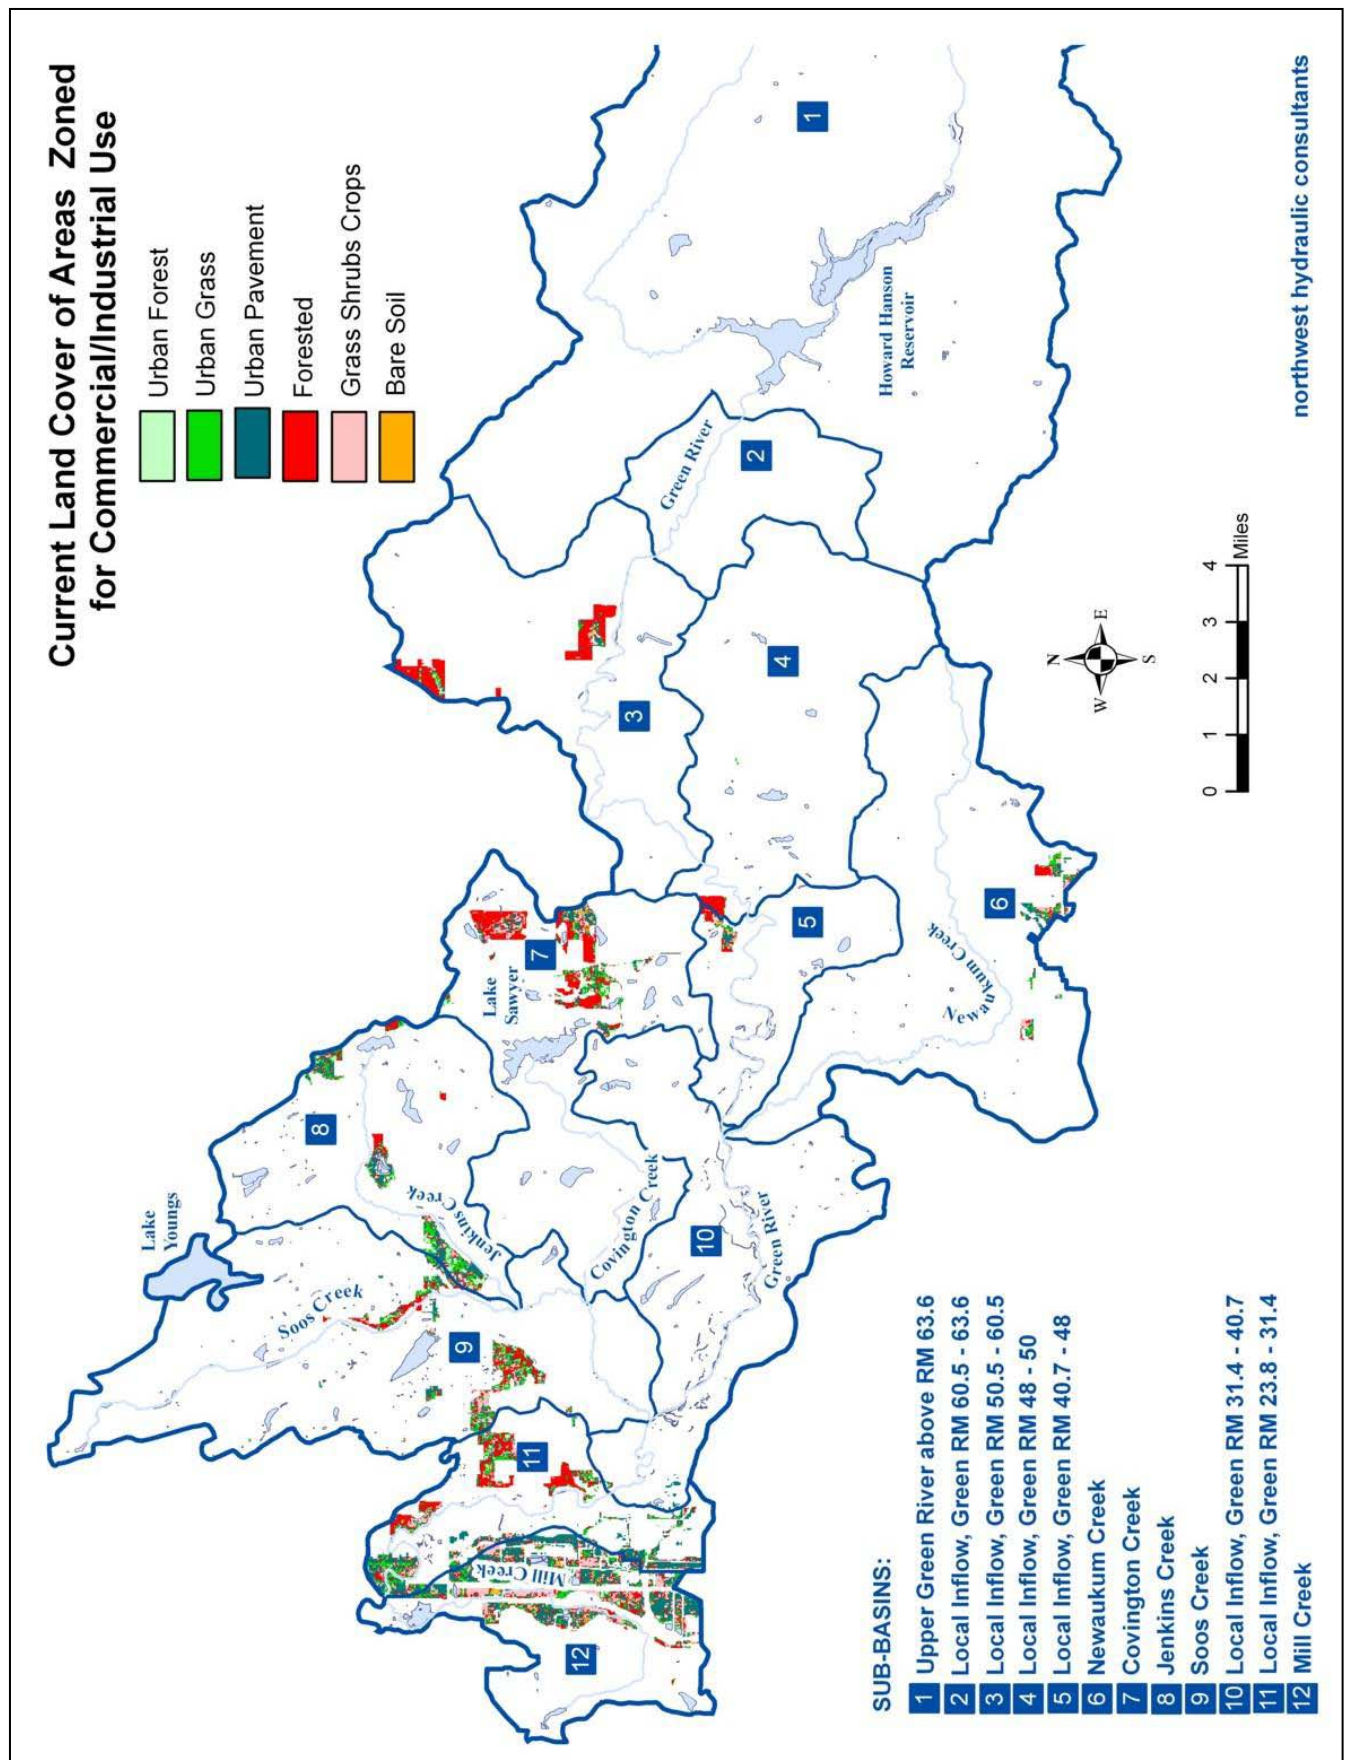 Current Land Cover of Areas Zoned
for Commercial/Industrial Use
Urban Forest
Urban Grass
Urban Pavement
Forested
Grass Shrubs Crops
Bare Soil
Lake
Youngs
Soos Creek
Jenkins Creek
Lake
Sawyer
Covington Creek
Mill Creek
Green River
Green River
Newaukum Creek
Howard Hanson
Reservoir
1
2
3
4
5
6
7
8
9
10
11
12
N
W
E
S
0 1 2 3 4
Miles
SUB-BASINS:
1 Upper Green River above RM 63.6
2 Local Inflow, Green RM 60.5 - 63.6
3 Local Inflow, Green RM 50.5 - 60.5
4 Local Inflow, Green RM 48 - 50
5 Local Inflow, Green RM 40.7 - 48
6 Newaukum Creek
7 Covington Creek
8 Jenkins Creek
9 Soos Creek
10 Local Inflow, Green RM 31.4 - 40.7
11 Local Inflow, Green RM 23.8 - 31.4
12 Mill Creek
northwest hydraulic consultants